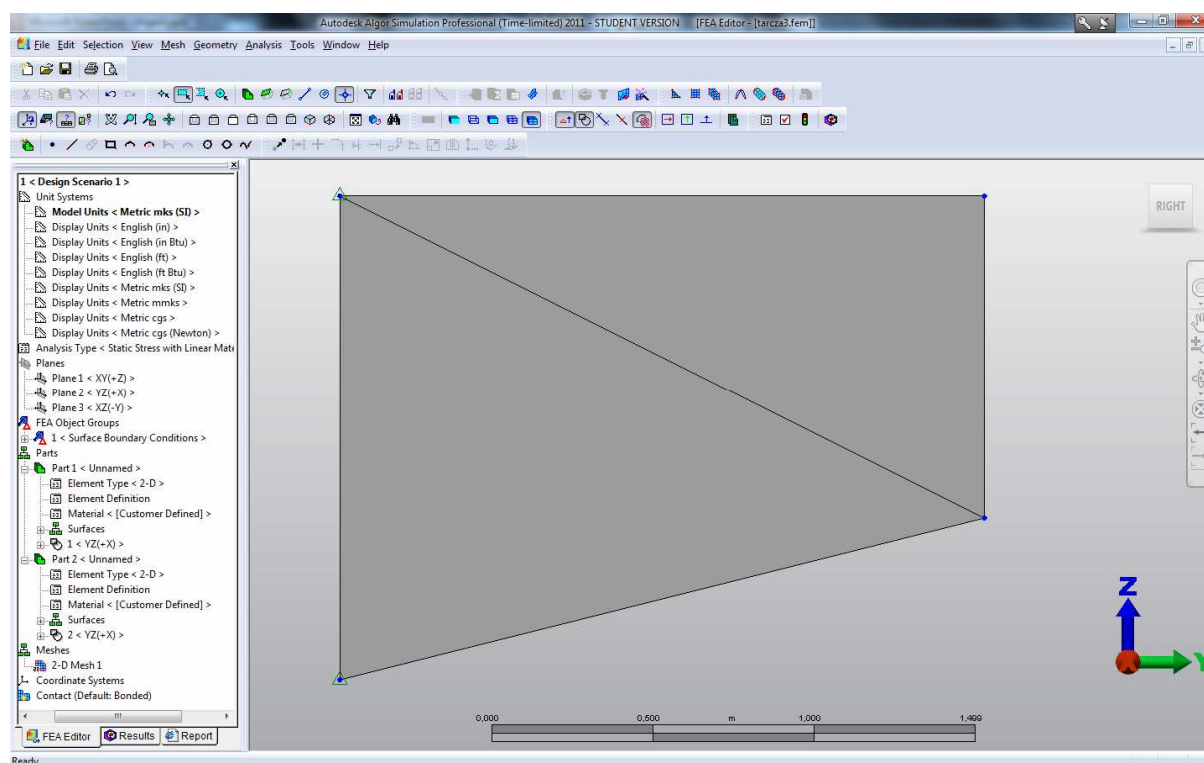 Autodesk Algor Simulation Professional (Time-limited) 2011 - STUDENT VERSION [FEA Editor - [tarcza3.fem]]
File Edit Selection View Mesh Geometry Analysis Tools Window Help
1 < Design Scenario 1 >
Unit Systems
Model Units < Metric mks (SI) >
Display Units < English (in) >
Display Units < English (in Btu) >
Display Units < English (ft) >
Display Units < English (ft Btu) >
Display Units < Metric mks (SI) >
Display Units < Metric mmks >
Display Units < Metric cgs >
Display Units < Metric cgs (Newton) >
Analysis Type < Static Stress with Linear Mate
Planes
Plane 1 < XY(+Z) >
Plane 2 < YZ(+X) >
Plane 3 < XZ(-Y) >
FEA Object Groups
1 < Surface Boundary Conditions >
Parts
Part 1 < Unnamed >
Element Type < 2-D >
Element Definition
Material < [Customer Defined] >
Surfaces
1 < YZ(+X) >
Part 2 < Unnamed >
Element Type < 2-D >
Element Definition
Material < [Customer Defined] >
Surfaces
2 < YZ(+X) >
Meshes
2-D Mesh 1
Coordinate Systems
Contact (Default: Bonded)
FEA Editor Results Report
Ready
RIGHT
Z
Y
0,000 0,500 m 1,000 1,499